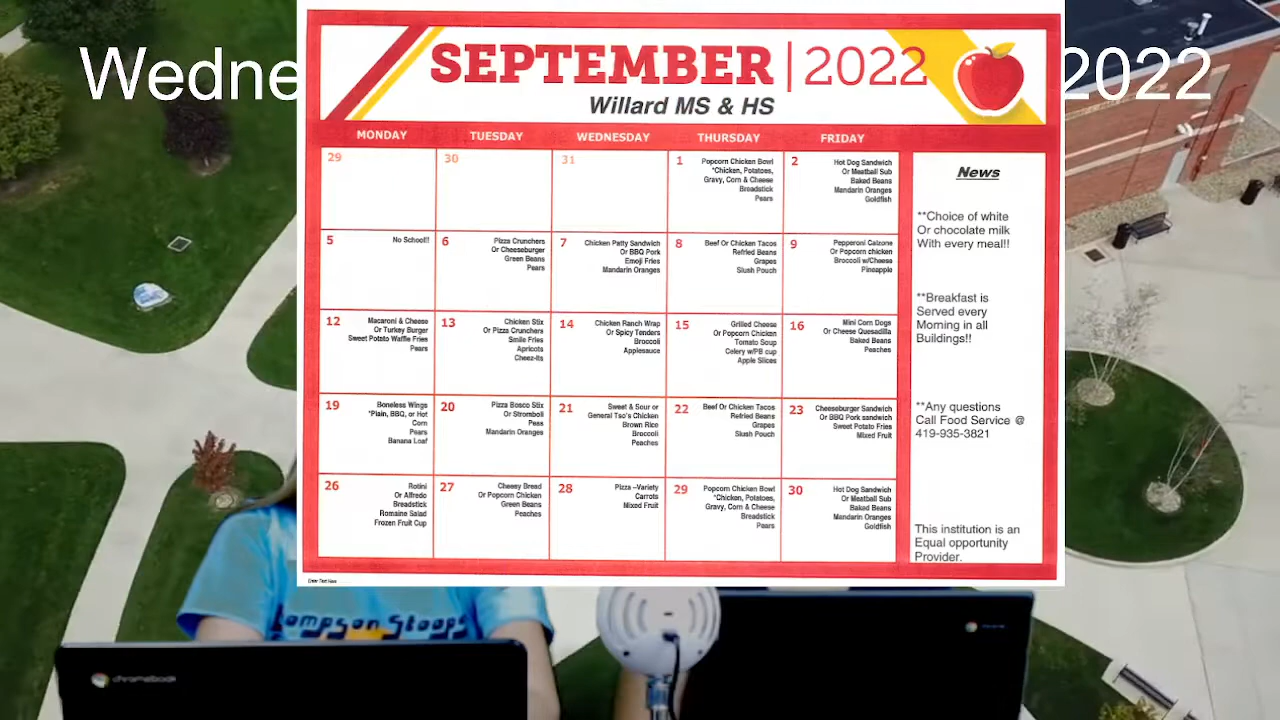 Wedne
2022
SEPTEMBER | 2022
Willard MS & HS
MONDAY TUESDAY WEDNESDAY THURSDAY FRIDAY
29
30
31
1
Popcorn Chicken Bowl
*Chicken, Potatoes,
Gravy, Corn & Cheese
Breadstick
Pears
2
Hot Dog Sandwich
Or Meatball Sub
Baked Beans
Mandarin Oranges
Goldfish
5
No School!!
6
Pizza Crunchers
Or Cheeseburger
Green Beans
Pears
7
Chicken Patty Sandwich
Or BBQ Pork
Emoji Fries
Mandarin Oranges
8
Beef Or Chicken Tacos
Refried Beans
Grapes
Slush Pouch
9
Pepperoni Calzone
Or Popcorn chicken
Broccoli w/Cheese
Pineapple
12
Macaroni & Cheese
Or Turkey Burger
Sweet Potato Waffle Fries
Pears
13
Chicken Stix
Or Pizza Crunchers
Smile Fries
Apricots
Cheez-Its
14
Chicken Ranch Wrap
Or Spicy Tenders
Broccoli
Applesauce
15
Grilled Cheese
Or Popcorn Chicken
Tomato Soup
Celery w/PB cup
Apple Slices
16
Mini Corn Dogs
Or Cheese Quesadilla
Baked Beans
Peaches
19
Boneless Wings
*Plain, BBQ, or Hot
Corn
Pears
Banana Loaf
20
Pizza Bosco Stix
Or Stromboli
Peas
Mandarin Oranges
21
Sweet & Sour or
General Tso's Chicken
Brown Rice
Broccoli
Peaches
22
Beef Or Chicken Tacos
Refried Beans
Grapes
Slush Pouch
23
Cheeseburger Sandwich
Or BBQ Pork sandwich
Sweet Potato Fries
Mixed Fruit
26
Rotini
Or Alfredo
Breadstick
Romaine Salad
Frozen Fruit Cup
27
Cheesy Bread
Or Popcorn Chicken
Green Beans
Peaches
28
Pizza –Variety
Carrots
Mixed Fruit
29
Popcorn Chicken Bowl
*Chicken, Potatoes,
Gravy, Corn & Cheese
Breadstick
Pears
30
Hot Dog Sandwich
Or Meatball Sub
Baked Beans
Mandarin Oranges
Goldfish
News
**Choice of white
Or chocolate milk
With every meal!!
**Breakfast is
Served every
Morning in all
Buildings!!
**Any questions
Call Food Service @
419-935-3821
This institution is an
Equal opportunity
Provider.
Enter Text Here
chromebook